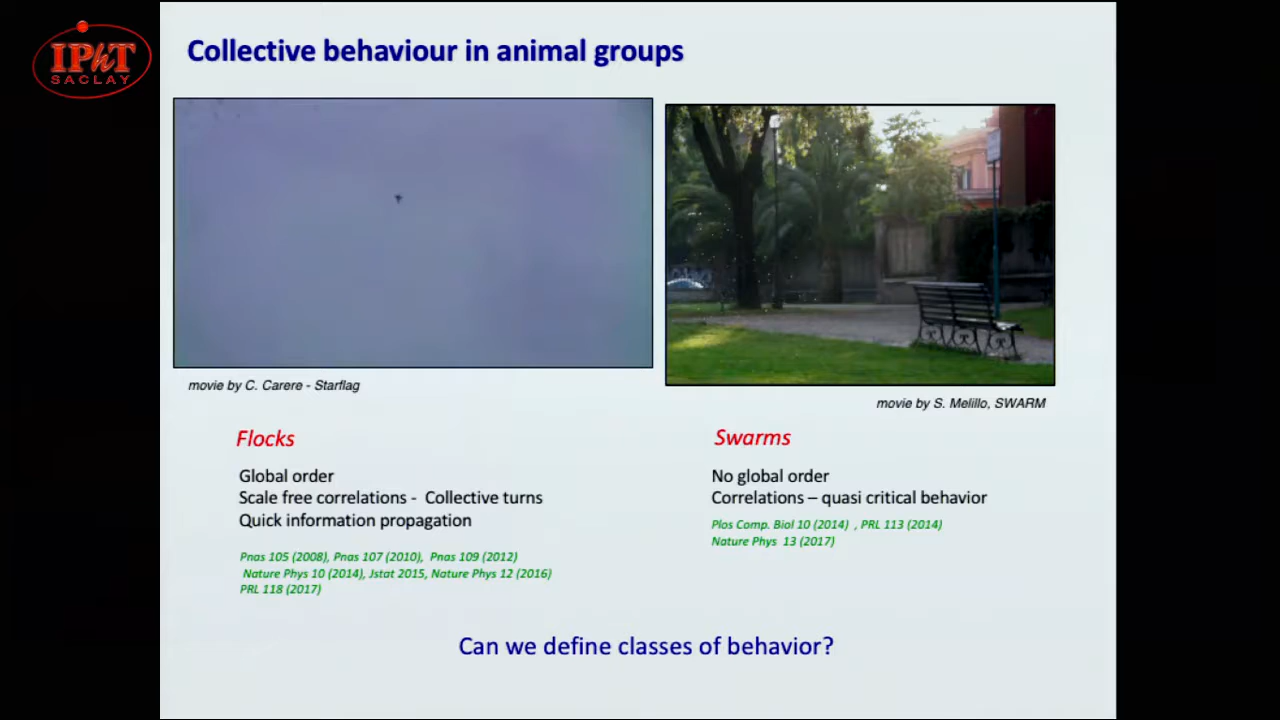 IPhT
SACLAY
Collective behaviour in animal groups
movie by C. Carere - Starflag
movie by S. Melillo, SWARM
Flocks
Global order
Scale free correlations - Collective turns
Quick information propagation
Pnas 105 (2008), Pnas 107 (2010), Pnas 109 (2012)
Nature Phys 10 (2014), Jstat 2015, Nature Phys 12 (2016)
PRL 118 (2017)
Swarms
No global order
Correlations – quasi critical behavior
Plos Comp. Biol 10 (2014) , PRL 113 (2014)
Nature Phys 13 (2017)
Can we define classes of behavior?